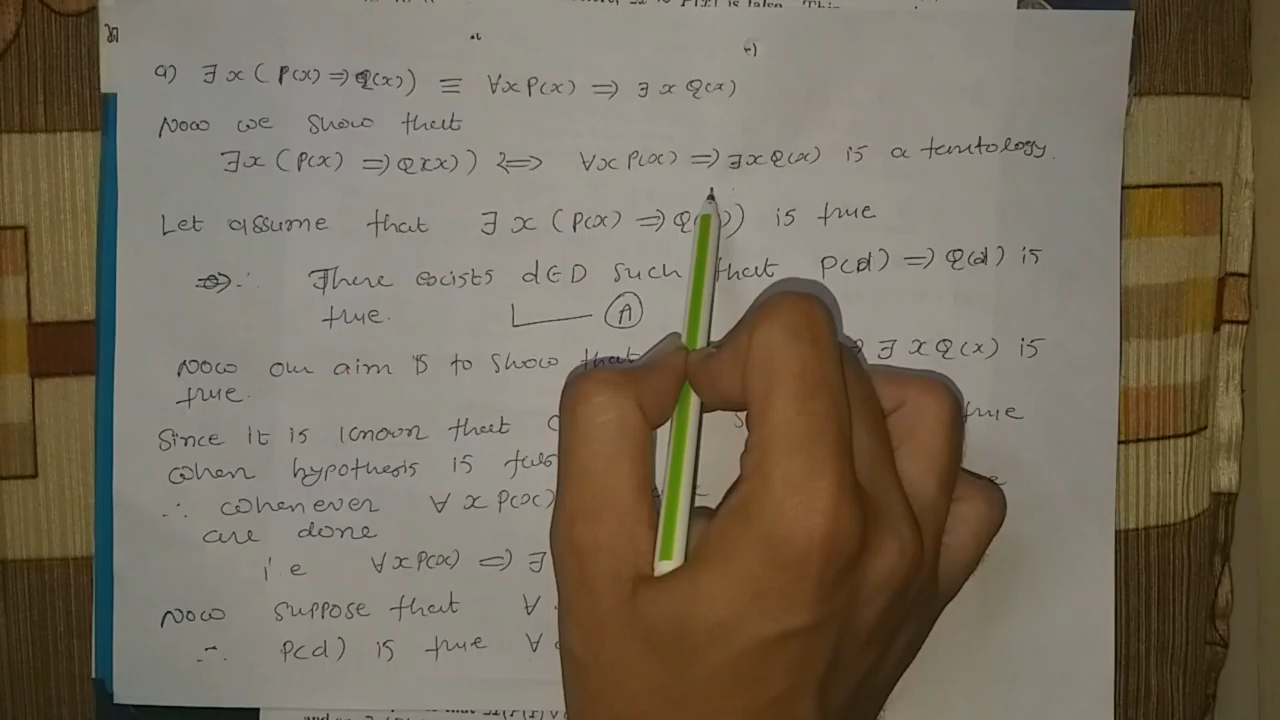 a) ∃x(P(x) ⇒ Q(x)) ≡ ∀x P(x) ⇒ ∃x Q(x)
Now we show that
∃x (P(x) ⇒ Q(x)) ⇔ ∀x P(x) ⇒ ∃x Q(x) is a tentology.
Let assume that ∃x (P(x) ⇒ Q( )) is true
∴ There exists d∈D such that P(d) ⇒ Q(d) is
true. A
Now our aim is to show that ∃x Q(x) is
true.
Since it is known that true
when hypothesis is
∴ whenever ∀x P(x)
are done
i.e ∀x P(x) ⇒ ∃
Now suppose that ∀
∴ P(d) is true ∀